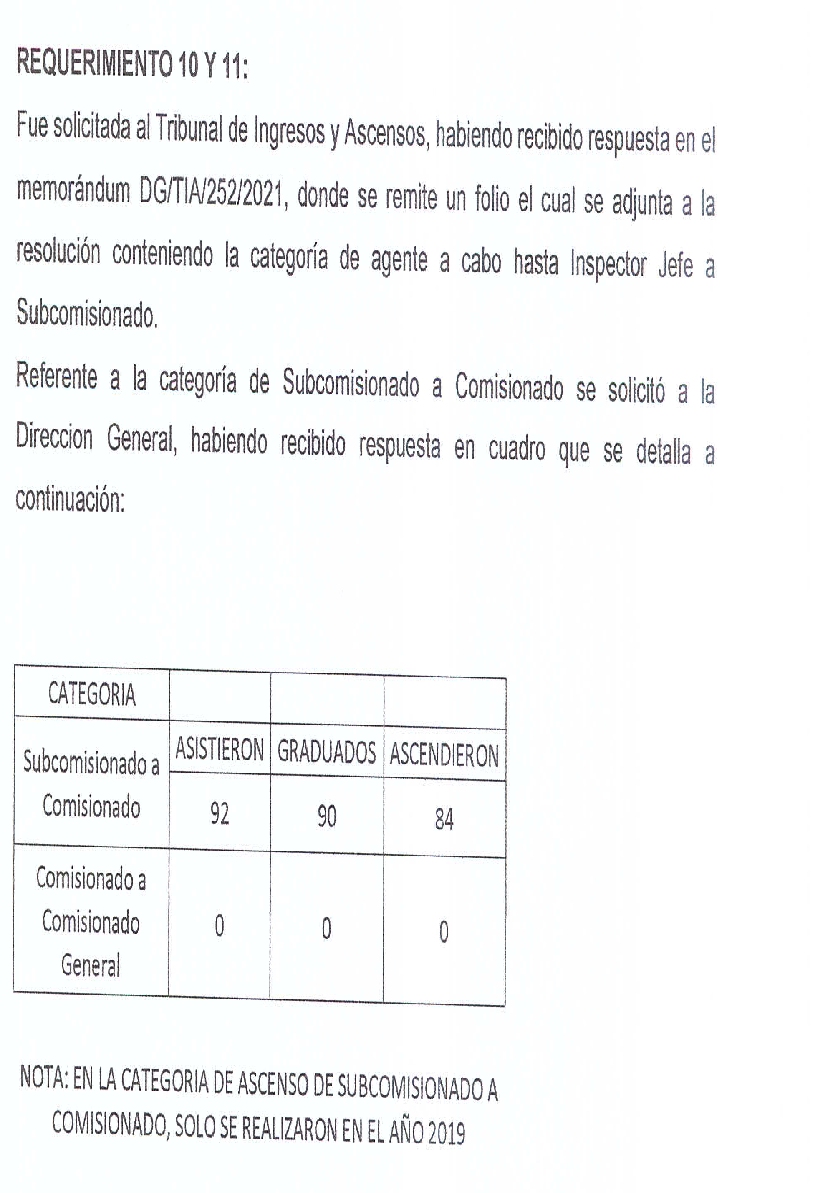 REQUERIMIENTO 10 Y 11:
Fue solicitada al Tribunal de Ingresos y Ascensos, habiendo recibido respuesta en el
memorándum DG/TIA/252/2021, donde se remite un folio el cual se adjunta a la
resolución conteniendo la categoría de agente a cabo hasta Inspector Jefe a
Subcomisionado.
Referente a la categoría de Subcomisionado a Comisionado se solicitó a la
Direccion General, habiendo recibido respuesta en cuadro que se detalla a
continuación:
CATEGORIA
Subcomisionado a
Comisionado
ASISTIERON GRADUADOS ASCENDIERON
92 90 84
Comisionado a
Comisionado
General
0 0 0
NOTA: EN LA CATEGORIA DE ASCENSO DE SUBCOMISIONADO A
COMISIONADO, SOLO SE REALIZARON EN EL AÑO 2019